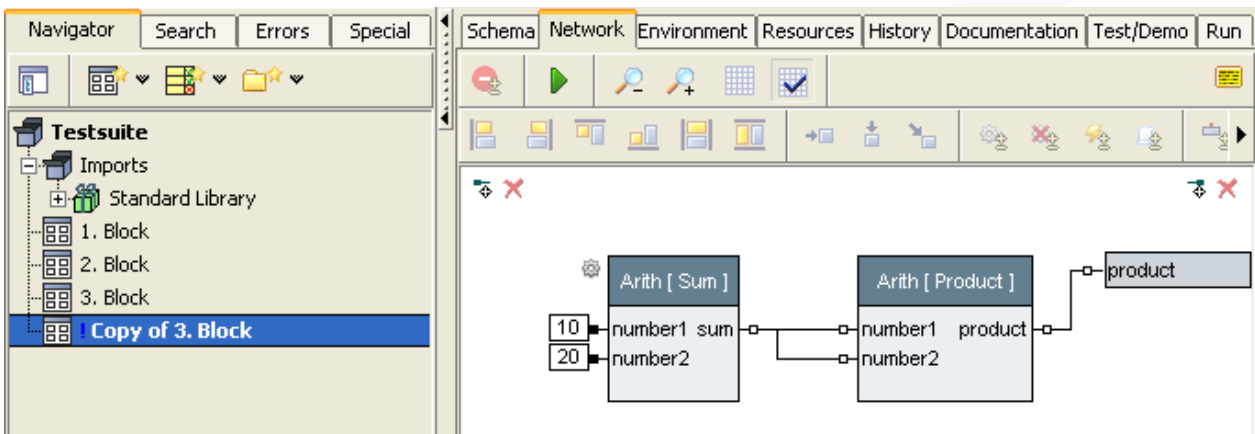 Navigator Search Errors Special
Schema Network Environment Resources History Documentation Test/Demo Run
Testsuite
Imports
Standard Library
1. Block
2. Block
3. Block
! Copy of 3. Block
Arith [ Sum ]
10 number1 sum
20 number2
Arith [ Product ]
number1 product
number2
product